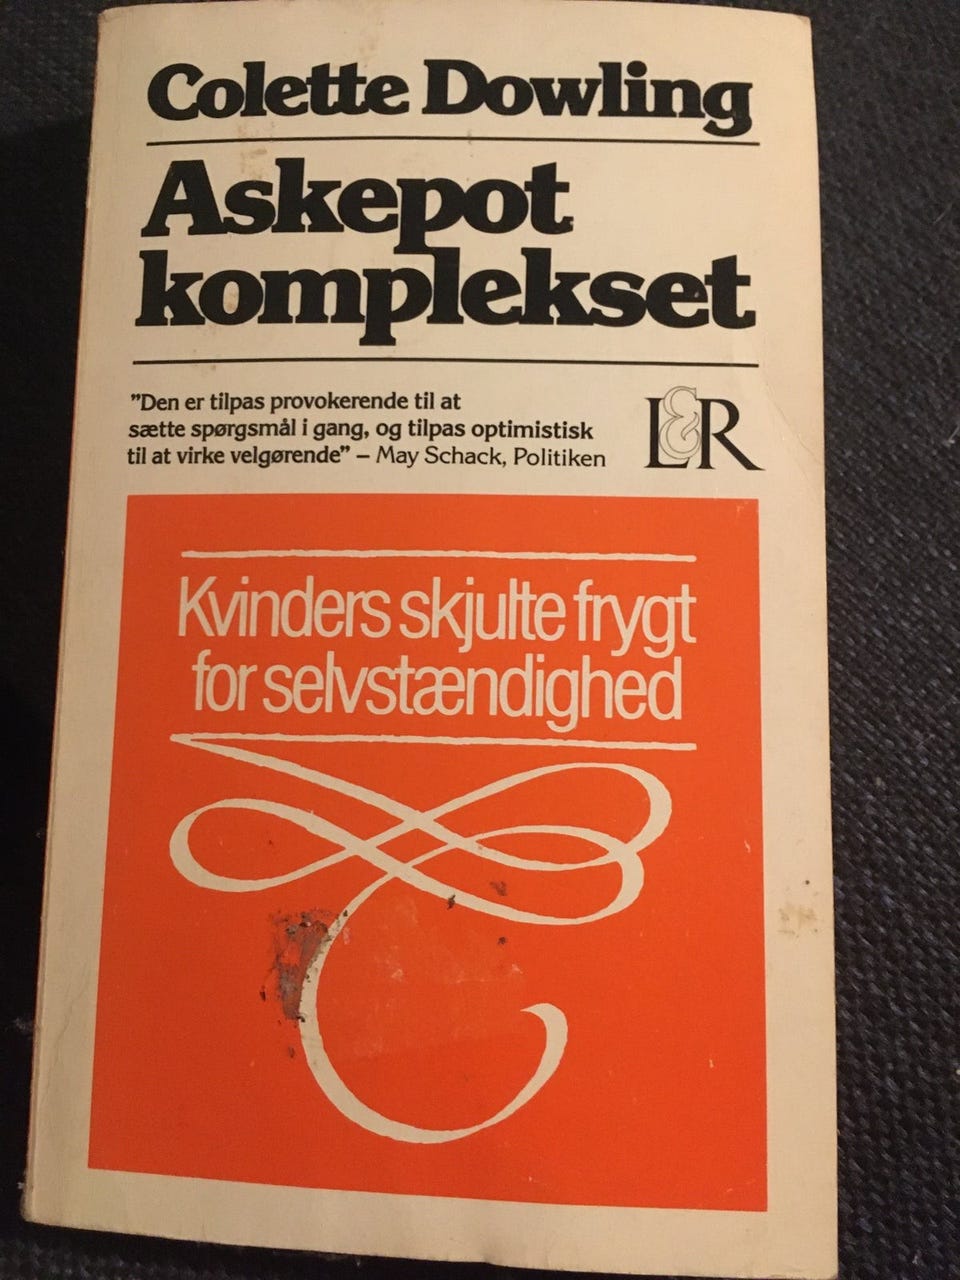 Colette Dowling
Askepot
komplekset
”Den er tilpas provokerende til at
sætte spørgsmål i gang, og tilpas optimistisk
til at virke velgørende” – May Schack, Politiken
L&R
Kvinders skjulte frygt
for selvstændighed